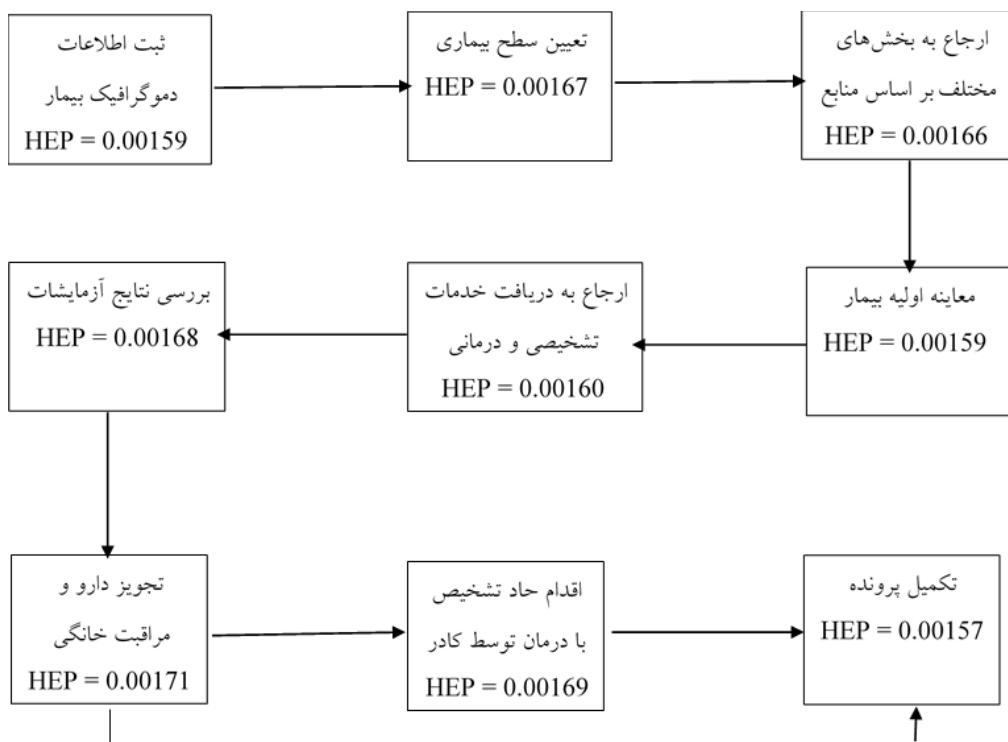 ثبت اطلاعات
دموگرافیک بیمار
HEP = 0.00159
تعیین سطح بیماری
HEP = 0.00167
ارجاع به بخش‌های
مختلف بر اساس منابع
HEP = 0.00166
معاینه اولیه بیمار
HEP = 0.00159
ارجاع به دریافت خدمات
تشخیصی و درمانی
HEP = 0.00160
بررسی نتایج آزمایشات
HEP = 0.00168
تجویز دارو و
مراقبت خانگی
HEP = 0.00171
اقدام حاد تشخیص
با درمان توسط کادر
HEP = 0.00169
تکمیل پرونده
HEP = 0.00157